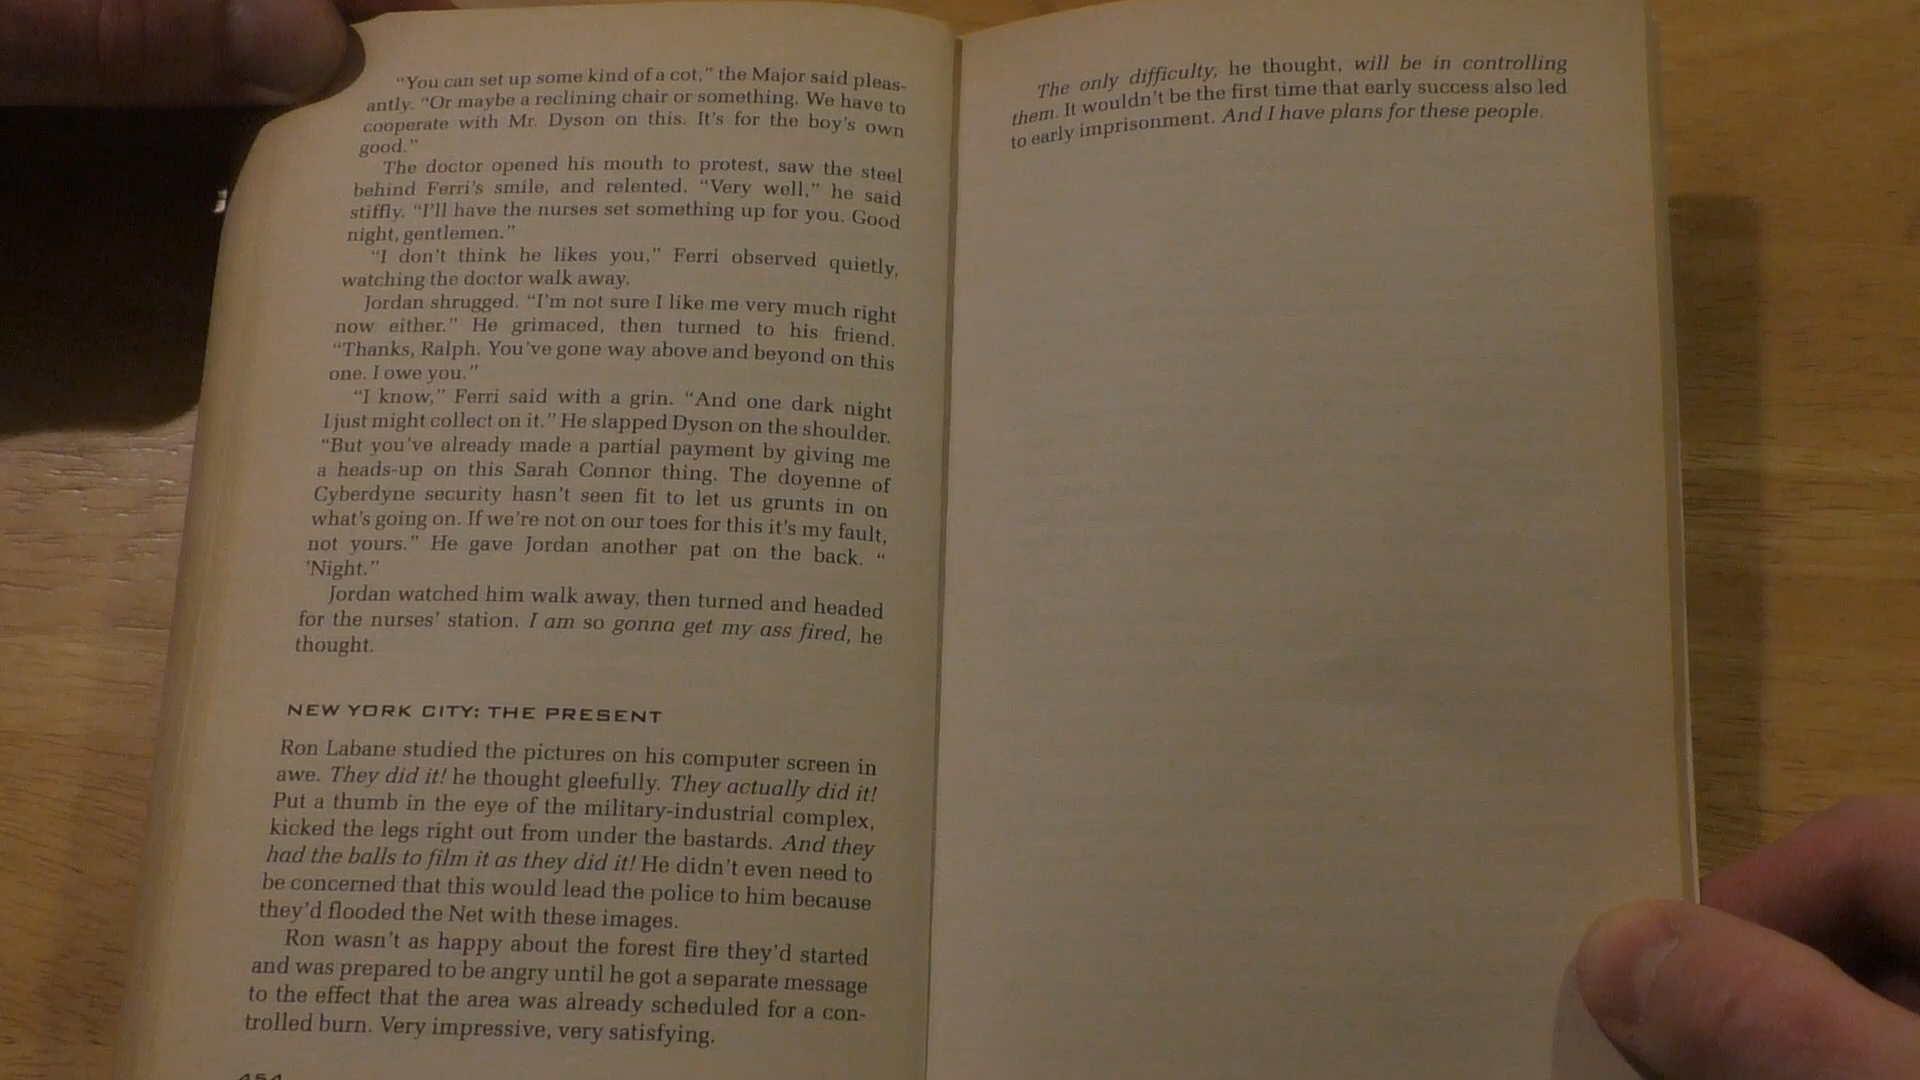 “You can set up some kind of a cot,” the Major said pleas-
antly. “Or maybe a reclining chair or something. We have to
cooperate with Mr. Dyson on this. It’s for the boy’s own
good.”
The doctor opened his mouth to protest, saw the steel
behind Ferri’s smile, and relented. “Very well,” he said
stiffly. “I’ll have the nurses set something up for you. Good
night, gentlemen.”
“I don’t think he likes you,” Ferri observed quietly,
watching the doctor walk away.
Jordan shrugged. “I’m not sure I like me very much right
now either.” He grimaced, then turned to his friend.
“Thanks, Ralph. You’ve gone way above and beyond on this
one. I owe you.”
“I know,” Ferri said with a grin. “And one dark night
I just might collect on it.” He slapped Dyson on the shoulder.
“But you’ve already made a partial payment by giving me
a heads-up on this Sarah Connor thing. The doyenne of
Cyberdyne security hasn’t seen fit to let us grunts in on
what’s going on. If we’re not on our toes for this it’s my fault,
not yours.” He gave Jordan another pat on the back. “
’Night.”
Jordan watched him walk away, then turned and headed
for the nurses’ station. I am so gonna get my ass fired, he
thought.
NEW YORK CITY: THE PRESENT
Ron Labane studied the pictures on his computer screen in
awe. They did it! he thought gleefully. They actually did it!
Put a thumb in the eye of the military-industrial complex,
kicked the legs right out from under the bastards. And they
had the balls to film it as they did it! He didn’t even need to
be concerned that this would lead the police to him because
they’d flooded the Net with these images.
Ron wasn’t as happy about the forest fire they’d started
and was prepared to be angry until he got a separate message
to the effect that the area was already scheduled for a con-
trolled burn. Very impressive, very satisfying.
454
The only difficulty, he thought, will be in controlling
them. It wouldn’t be the first time that early success also led
to early imprisonment. And I have plans for these people.